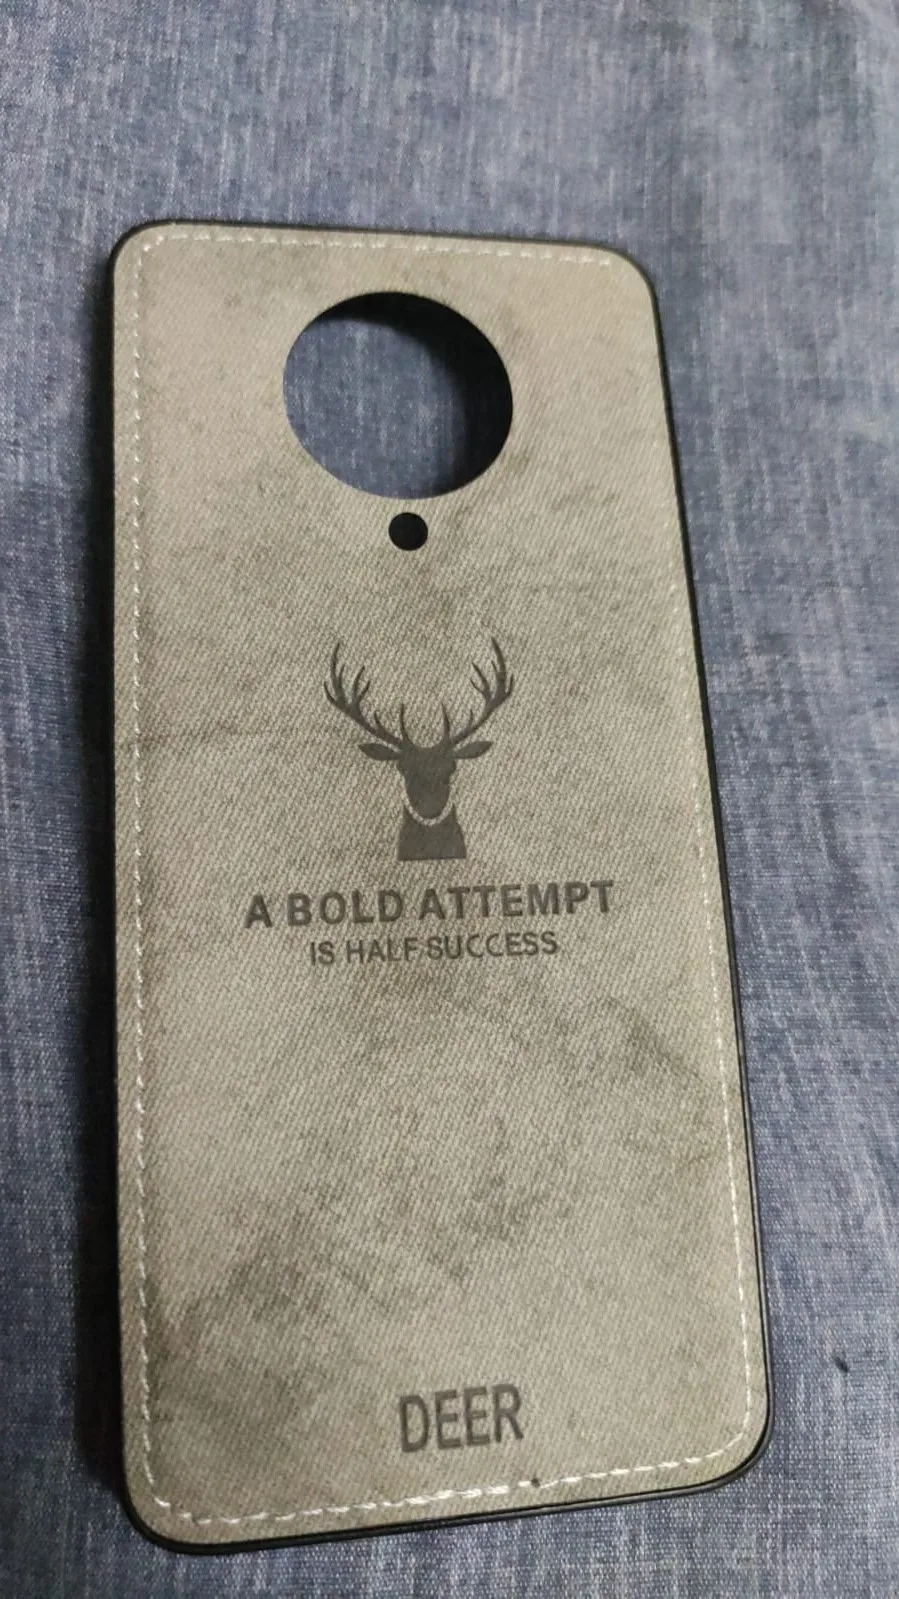 A BOLD ATTEMPT
IS HALF SUCCESS
DEER